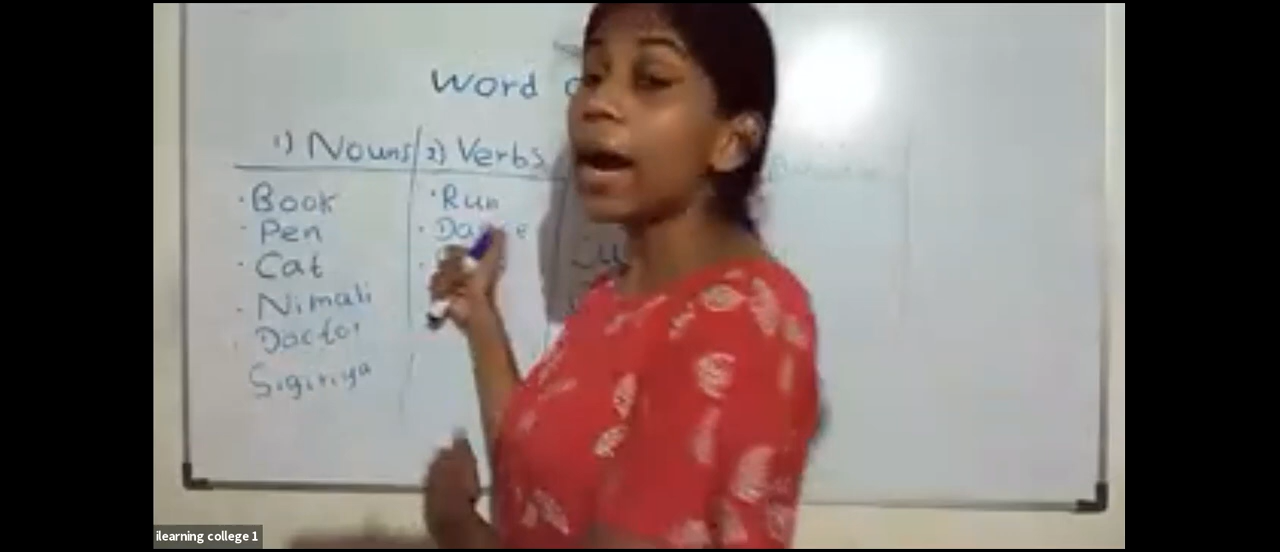 Word
1) Nouns 2) Verbs
· Book · Run
· Pen
· Cat
· Nimali
· Doctor
Sigiriya
ilearning college 1